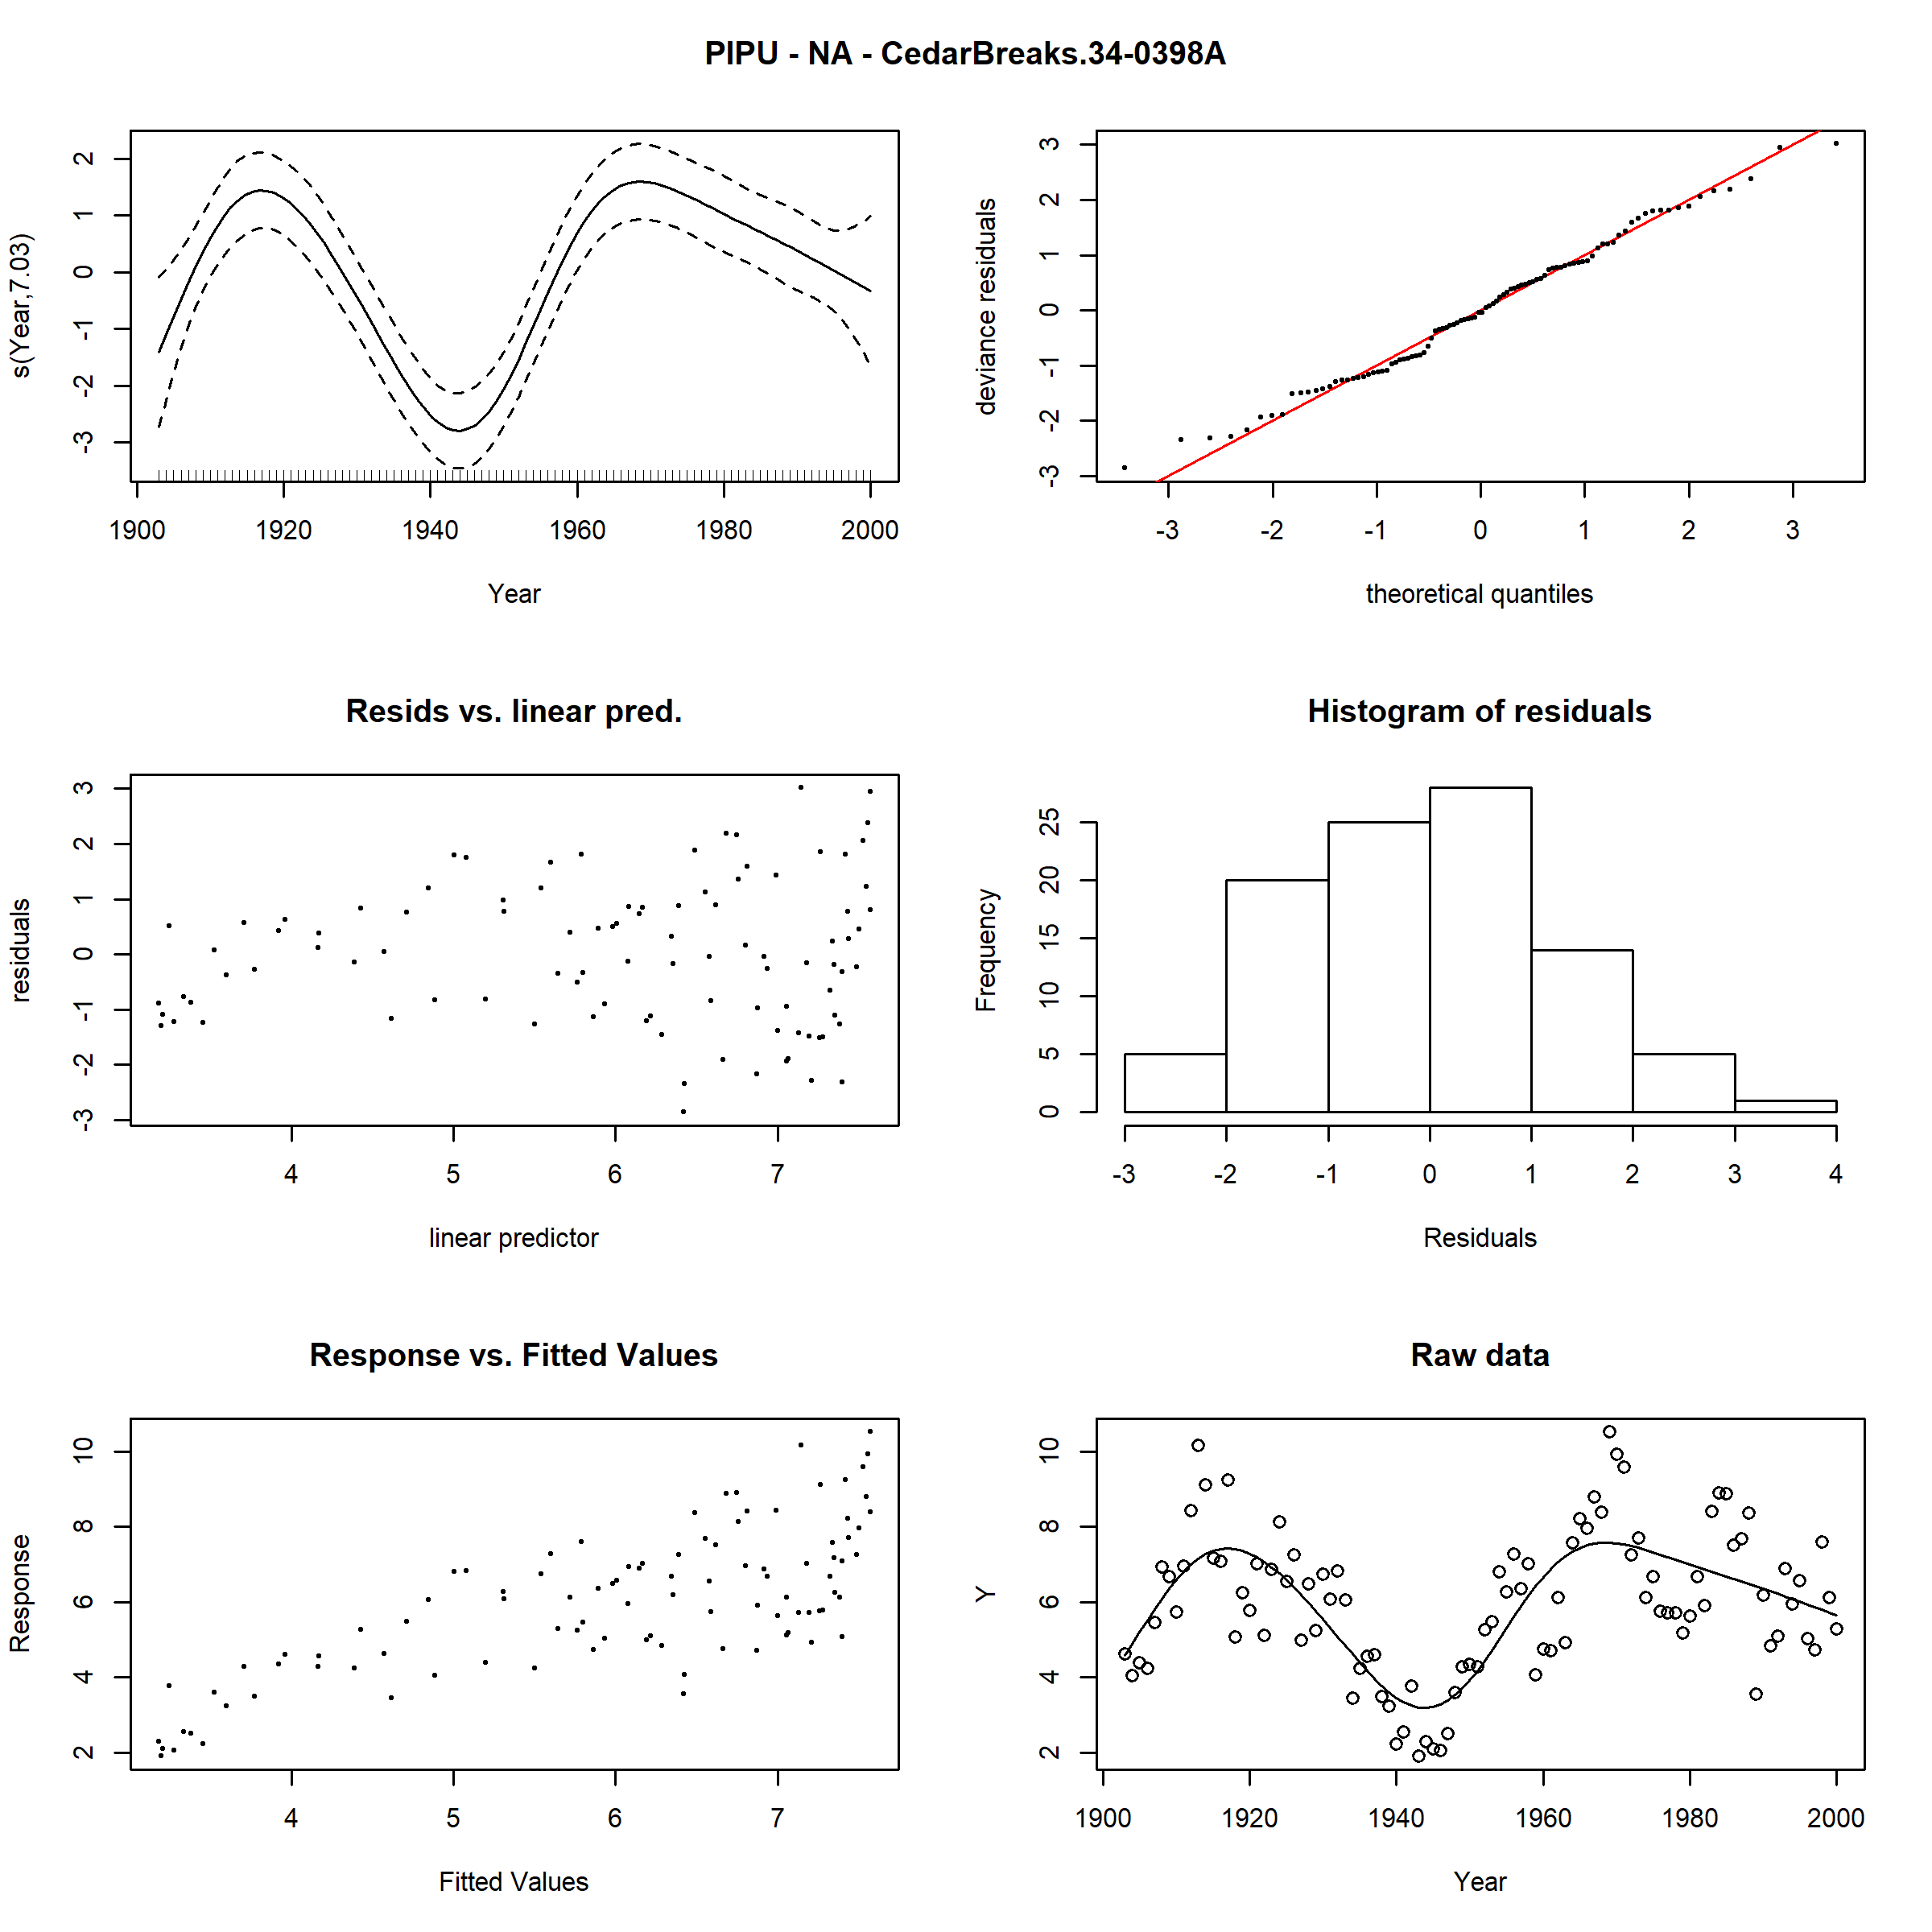 PIPU - NA - CedarBreaks.34-0398A
s(Year,7.03)
2
1
0
-1
-2
-3
1900 1920 1940 1960 1980 2000
Year
deviance residuals
3
2
1
0
-1
-2
-3
-3 -2 -1 0 1 2 3
theoretical quantiles
Resids vs. linear pred.
residuals
3
2
1
0
-1
-2
-3
4 5 6 7
linear predictor
Histogram of residuals
Frequency
25
20
15
10
5
0
-3 -2 -1 0 1 2 3 4
Residuals
Response vs. Fitted Values
Response
10
8
6
4
2
4 5 6 7
Fitted Values
Raw data
Y
10
8
6
4
2
1900 1920 1940 1960 1980 2000
Year